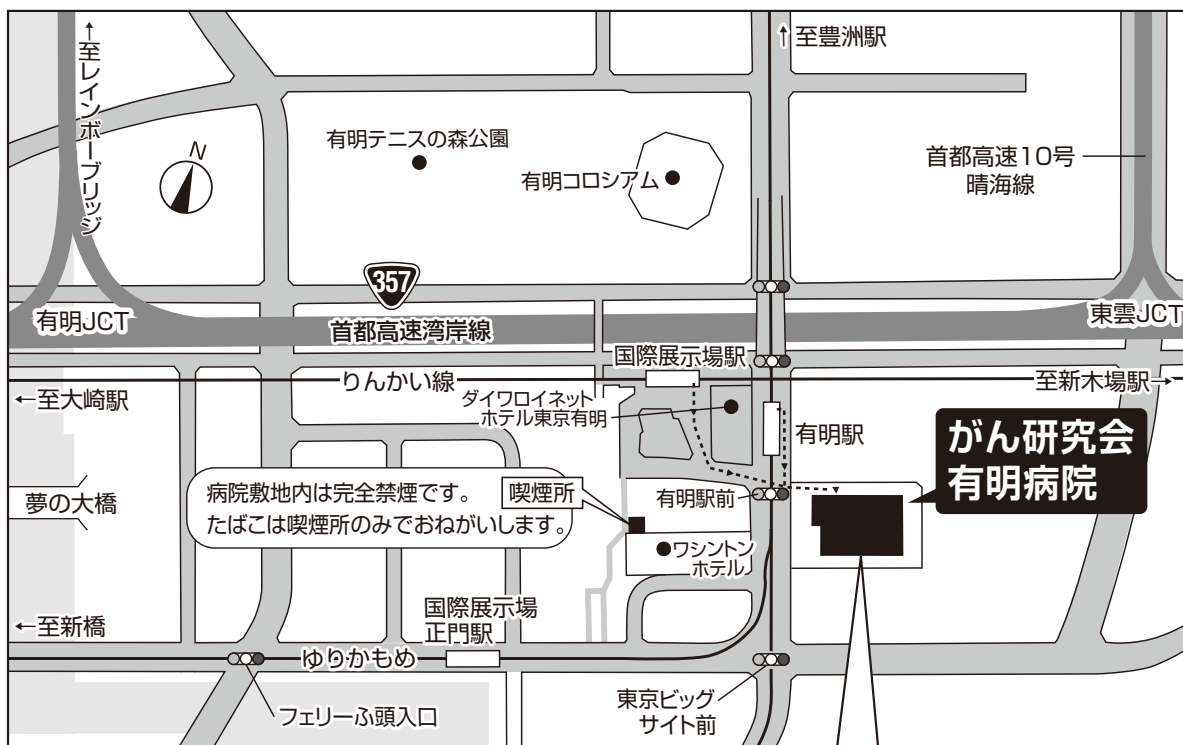 ↑至豊洲駅
←至レインボーブリッジ
有明テニスの森公園
有明コロシアム
首都高速10号
晴海線
N
357
有明JCT
首都高速湾岸線
東雲JCT
国際展示場駅
りんかい線
至新木場駅→
←至大崎駅
ダイワロイネット
ホテル東京有明
有明駅
がん研究会
有明病院
病院敷地内は完全禁煙です。
たばこは喫煙所のみでおねがいします。
喫煙所
有明駅前
夢の大橋
ワシントン
ホテル
国際展示場
正門駅
←至新橋
ゆりかもめ
東京ビッグ
サイト前
フェリーふ頭入口